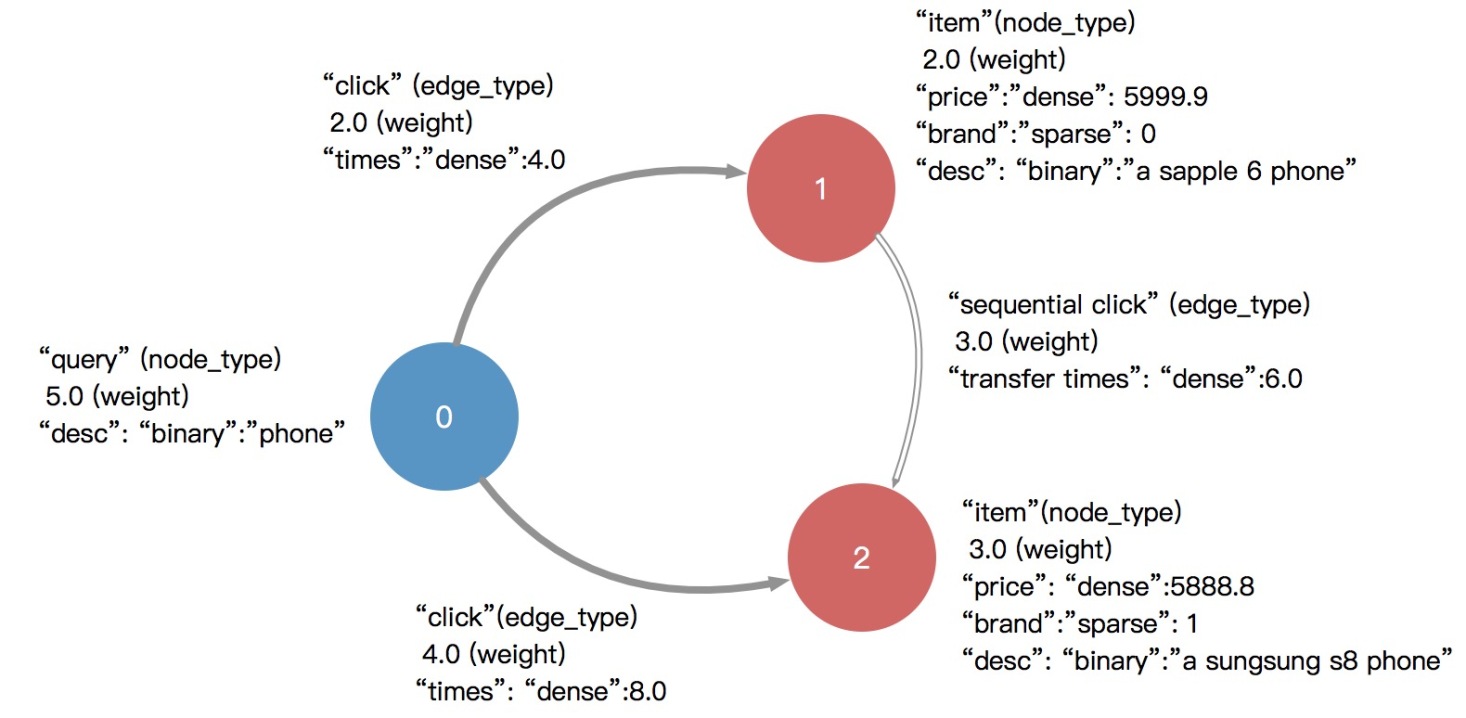 “item”(node_type)
2.0 (weight)
“price”:”dense”: 5999.9
“brand”:”sparse”: 0
“desc”: “binary”:”a sapple 6 phone”
“click” (edge_type)
2.0 (weight)
“times”:”dense”:4.0
1
“sequential click” (edge_type)
3.0 (weight)
“transfer times”: “dense”:6.0
“query” (node_type)
5.0 (weight)
“desc”: “binary”:”phone”
0
“item”(node_type)
3.0 (weight)
“price”: “dense”:5888.8
“brand”:”sparse”: 1
“desc”: “binary”:”a sungsung s8 phone”
2
“click”(edge_type)
4.0 (weight)
“times”: “dense”:8.0